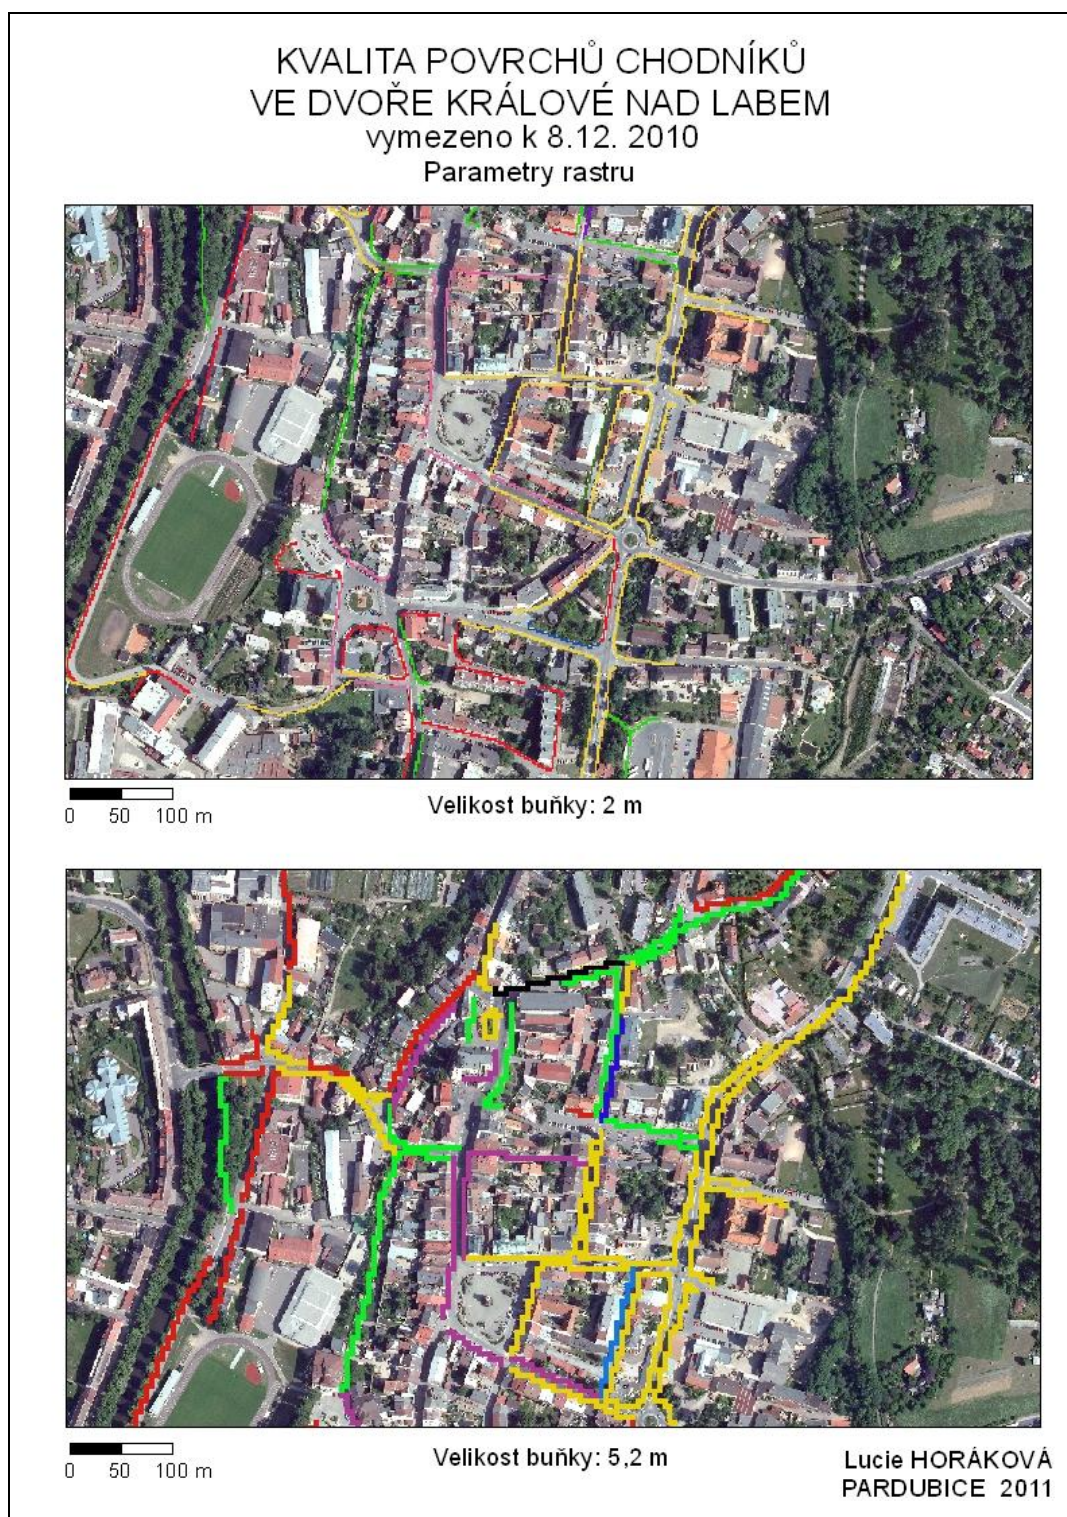 KVALITA POVRCHŮ CHODNÍKŮ
VE DVOŘE KRÁLOVÉ NAD LABEM
vymezeno k 8.12. 2010
Parametry rastru
0 50 100 m
Velikost buňky: 2 m
0 50 100 m
Velikost buňky: 5,2 m
Lucie HORÁKOVÁ
PARDUBICE 2011